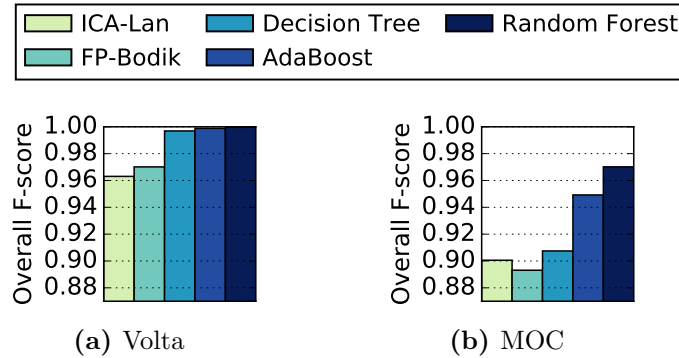 ICA-Lan Decision Tree Random Forest
FP-Bodik AdaBoost
Overall F-score
1.00
0.98
0.96
0.94
0.92
0.90
0.88
(a) Volta
Overall F-score
1.00
0.98
0.96
0.94
0.92
0.90
0.88
(b) MOC